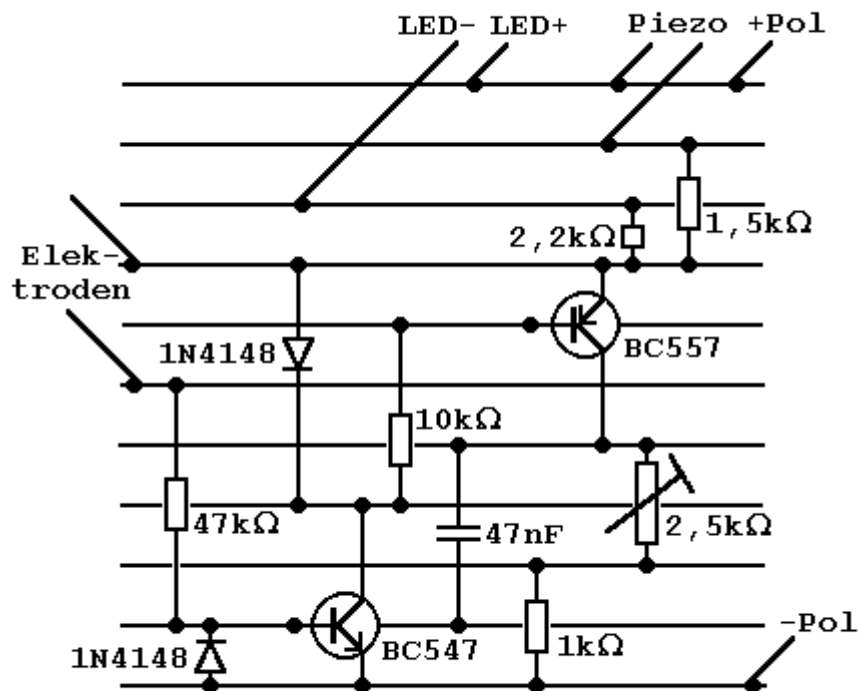 LED- LED+ Piezo +Pol
2,2kΩ 1,5kΩ
Elek-
troden
1N4148 BC557
10kΩ
47kΩ 47nF 2,5kΩ
1N4148 BC547 1kΩ -Pol